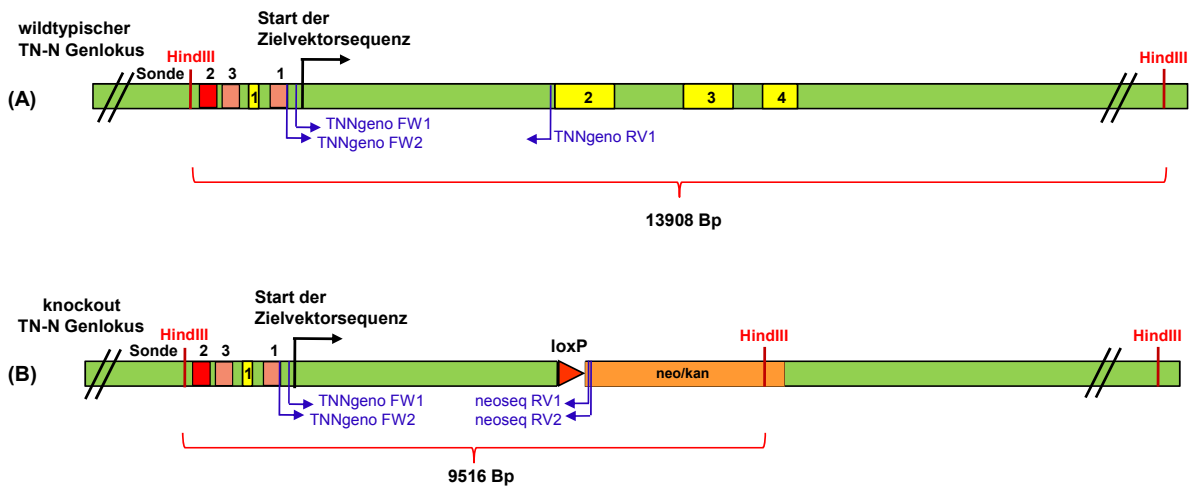 wildtypischer
TN-N Genlokus
Start der
Zielvektorsequenz
HindIII
HindIII
Sonde 2 3 1
(A)
1 2 3 4
TNNgeno FW1
TNNgeno FW2
TNNgeno RV1
13908 Bp
knockout
TN-N Genlokus
Start der
Zielvektorsequenz
HindIII
HindIII
HindIII
Sonde 2 3 1
loxP
(B)
1
neo/kan
TNNgeno FW1
TNNgeno FW2
neoseq RV1
neoseq RV2
9516 Bp